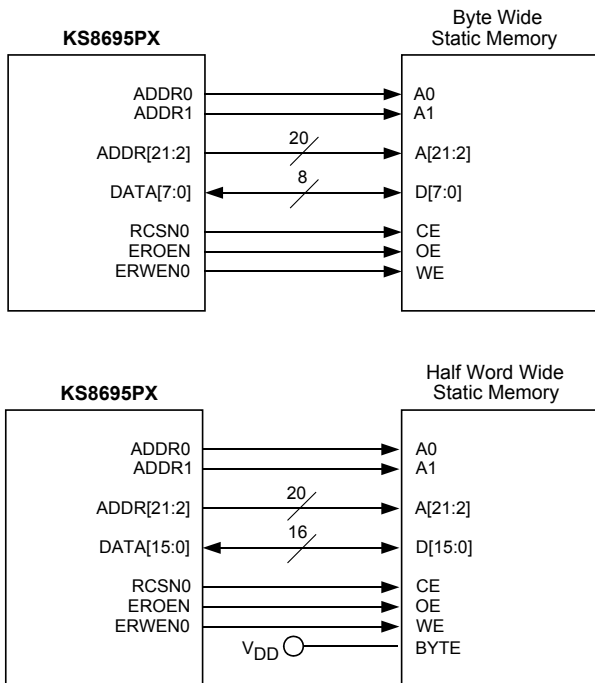 Byte Wide
Static Memory
KS8695PX
ADDR0
A0
ADDR1
A1
ADDR[21:2]
20
A[21:2]
DATA[7:0]
8
D[7:0]
RCSN0
CE
EROEN
OE
ERWEN0
WE
Half Word Wide
Static Memory
KS8695PX
ADDR0
A0
ADDR1
A1
ADDR[21:2]
20
A[21:2]
DATA[15:0]
16
D[15:0]
RCSN0
CE
EROEN
OE
ERWEN0
WE
VDD
BYTE